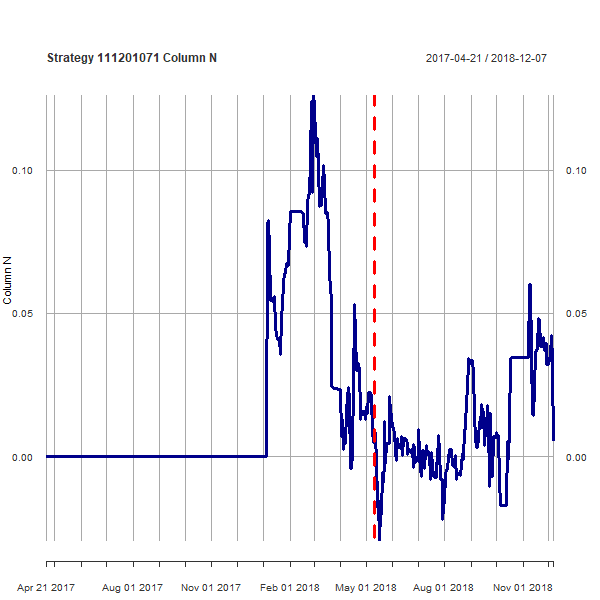 Strategy 111201071 Column N
2017-04-21 / 2018-12-07
0.10
0.10
0.05
0.05
Column N
0.00
0.00
Apr 21 2017
Aug 01 2017
Nov 01 2017
Feb 01 2018
May 01 2018
Aug 01 2018
Nov 01 2018